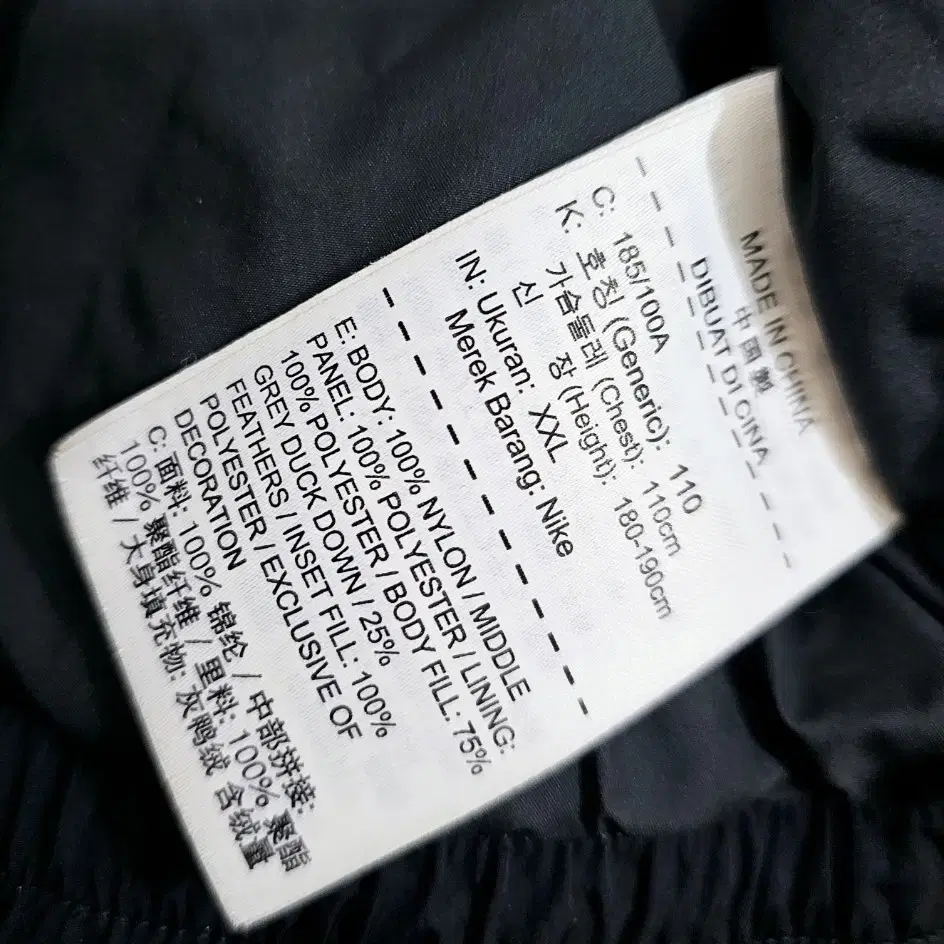 MADE IN CHINA
中国製
DIBUAT DI CINA
C: 185/100A
K: 호칭 (Generic): 110
가슴둘레 (Chest): 110cm
신 장 (Height): 180-190cm
IN: Ukuran: XXL
Merek Barang: Nike
E: BODY: 100% NYLON / MIDDLE
PANEL: 100% POLYESTER / LINING:
100% POLYESTER / BODY FILL: 75%
GREY DUCK DOWN / 25%
FEATHERS / INSET FILL: 100%
POLYESTER / EXCLUSIVE OF
DECORATION
C: 面料: 100% 锦纶 / 中部拼接:
100% 聚酯纤维 / 里料: 100% 聚酯
纤维 / 大身填充物: 灰鸭绒 含绒量